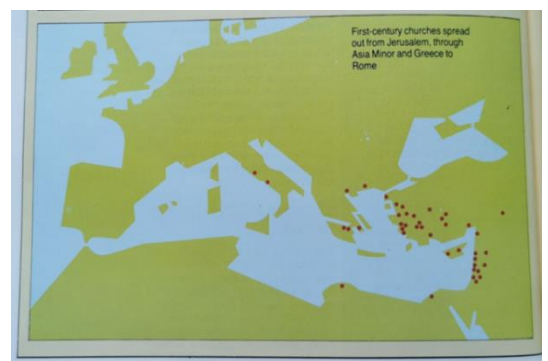 First-century churches spread
out from Jerusalem, through
Asia Minor and Greece to
Rome